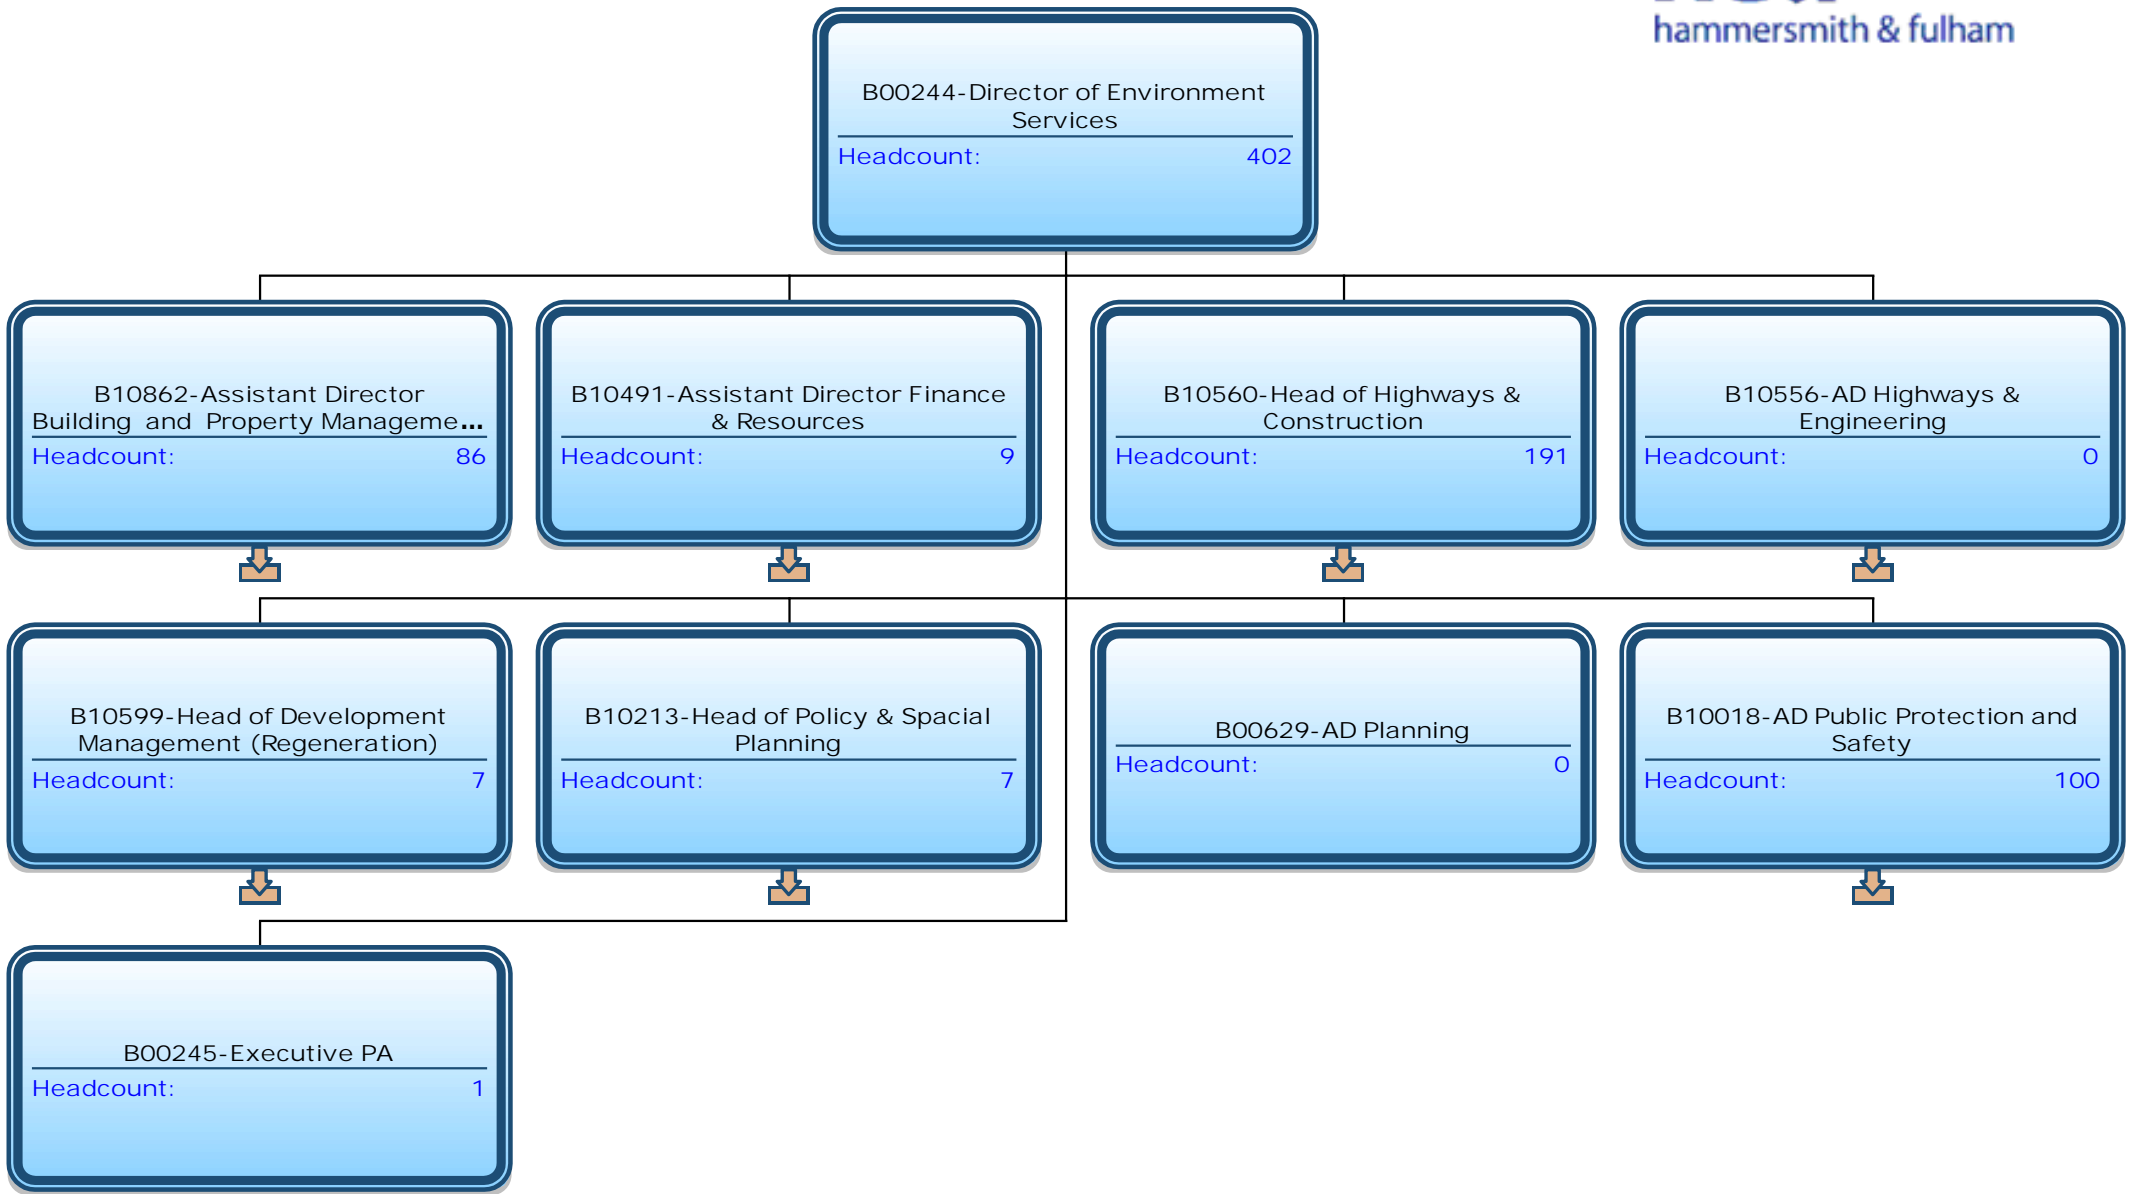 hammersmith & fulham
B00244-Director of Environment
Services
Headcount: 402
B10862-Assistant Director
Building and Property Manageme...
Headcount: 86
B10491-Assistant Director Finance
& Resources
Headcount: 9
B10560-Head of Highways &
Construction
Headcount: 191
B10556-AD Highways &
Engineering
Headcount: 0
B10599-Head of Development
Management (Regeneration)
Headcount: 7
B10213-Head of Policy & Spacial
Planning
Headcount: 7
B00629-AD Planning
Headcount: 0
B10018-AD Public Protection and
Safety
Headcount: 100
B00245-Executive PA
Headcount: 1